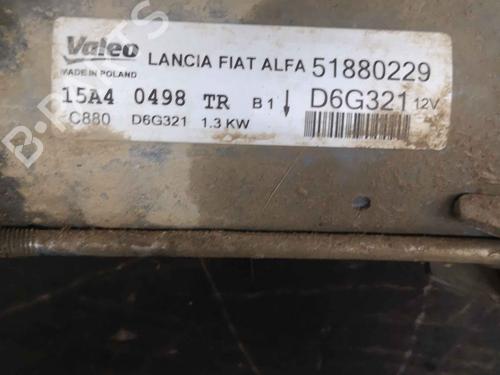 Valeo LANCIA FIAT ALFA 51880229
MADE IN POLAND
15A4 0498 TR B1 ↓ D6G321 12V
C880 D6G321 1.3 KW